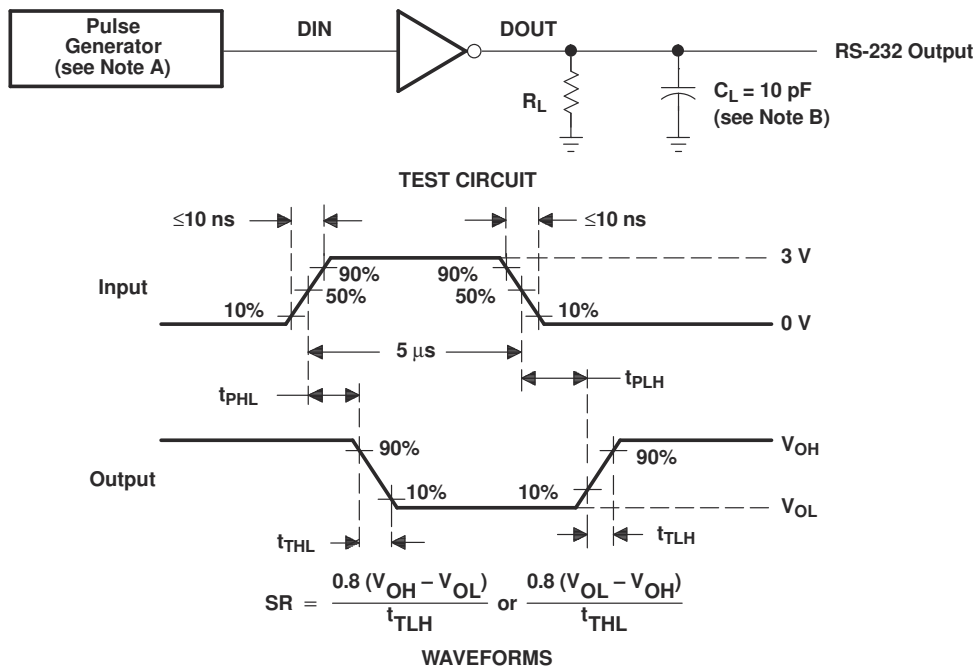 Pulse
Generator
(see Note A)
DIN
DOUT
RS-232 Output
R_L
C_L = 10 pF
(see Note B)
TEST CIRCUIT
≤10 ns
≤10 ns
3 V
90%
90%
Input
50%
50%
10%
10%
0 V
5 µs
t_PHL
t_PLH
V_OH
90%
90%
Output
10%
10%
V_OL
t_THL
t_TLH
SR = 0.8 (V_OH – V_OL) / t_TLH or 0.8 (V_OL – V_OH) / t_THL
WAVEFORMS